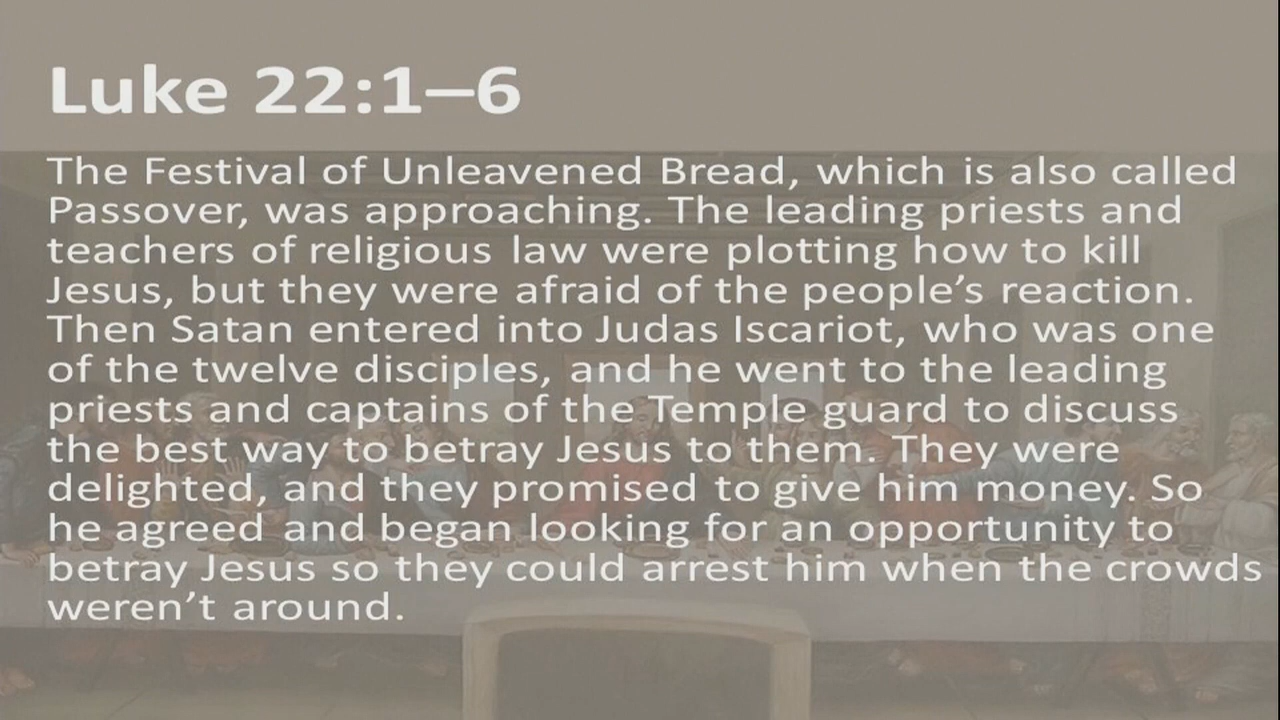 Luke 22:1–6
The Festival of Unleavened Bread, which is also called
Passover, was approaching. The leading priests and
teachers of religious law were plotting how to kill
Jesus, but they were afraid of the people’s reaction.
Then Satan entered into Judas Iscariot, who was one
of the twelve disciples, and he went to the leading
priests and captains of the Temple guard to discuss
the best way to betray Jesus to them. They were
delighted, and they promised to give him money. So
he agreed and began looking for an opportunity to
betray Jesus so they could arrest him when the crowds
weren’t around.